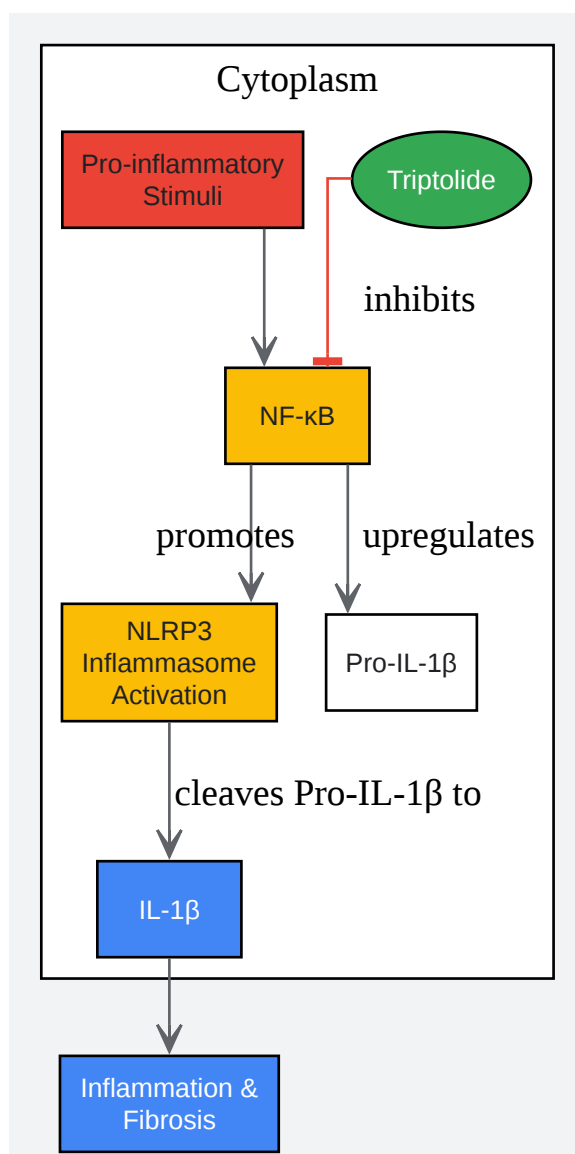 Cytoplasm
Pro-inflammatory
Stimuli
Triptolide
inhibits
NF-κB
promotes
upregulates
NLRP3
Inflammasome
Activation
Pro-IL-1β
cleaves Pro-IL-1β to
IL-1β
Inflammation &
Fibrosis